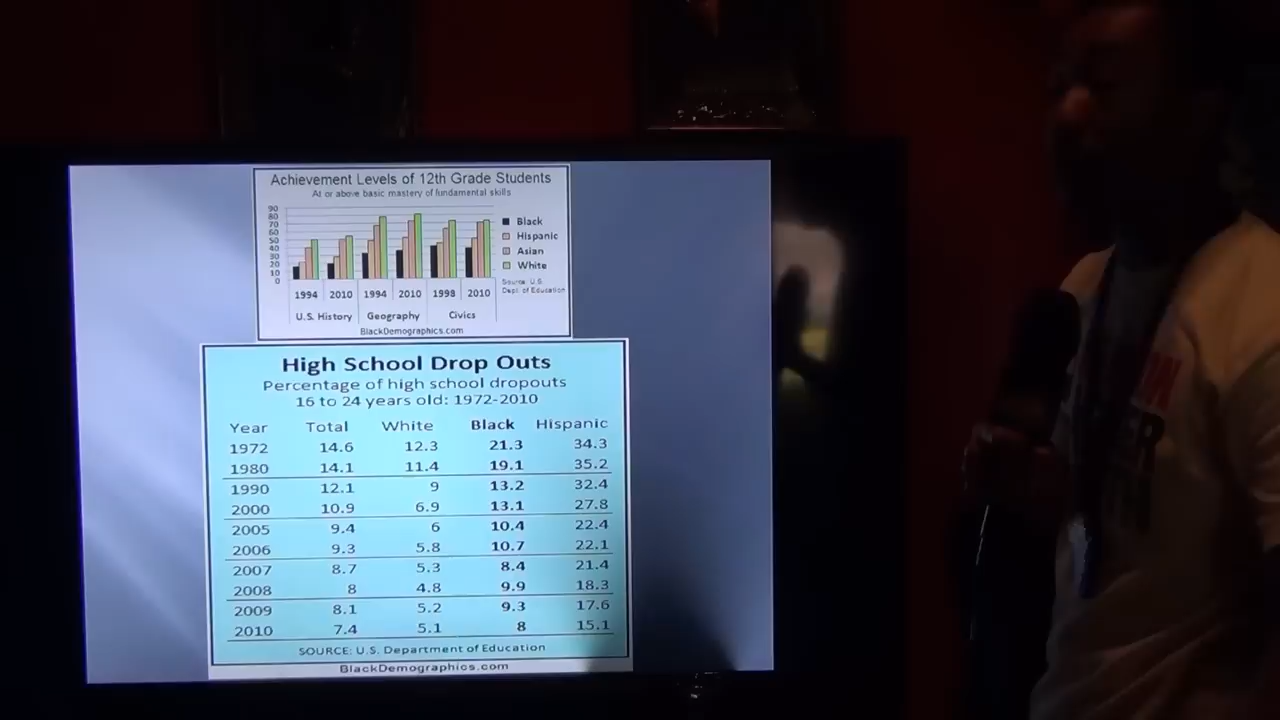 Achievement Levels of 12th Grade Students
At or above basic mastery of fundamental skills
90
80
70
60
50
40
30
20
10
0
Black
Hispanic
Asian
White
Source: U.S.
Dept. of Education
1994 2010 1994 2010 1998 2010
U.S. History Geography Civics
BlackDemographics.com
High School Drop Outs
Percentage of high school dropouts
16 to 24 years old: 1972-2010
Year Total White Black Hispanic
1972 14.6 12.3 21.3 34.3
1980 14.1 11.4 19.1 35.2
1990 12.1 9 13.2 32.4
2000 10.9 6.9 13.1 27.8
2005 9.4 6 10.4 22.4
2006 9.3 5.8 10.7 22.1
2007 8.7 5.3 8.4 21.4
2008 8 4.8 9.9 18.3
2009 8.1 5.2 9.3 17.6
2010 7.4 5.1 8 15.1
SOURCE: U.S. Department of Education
BlackDemographics.com